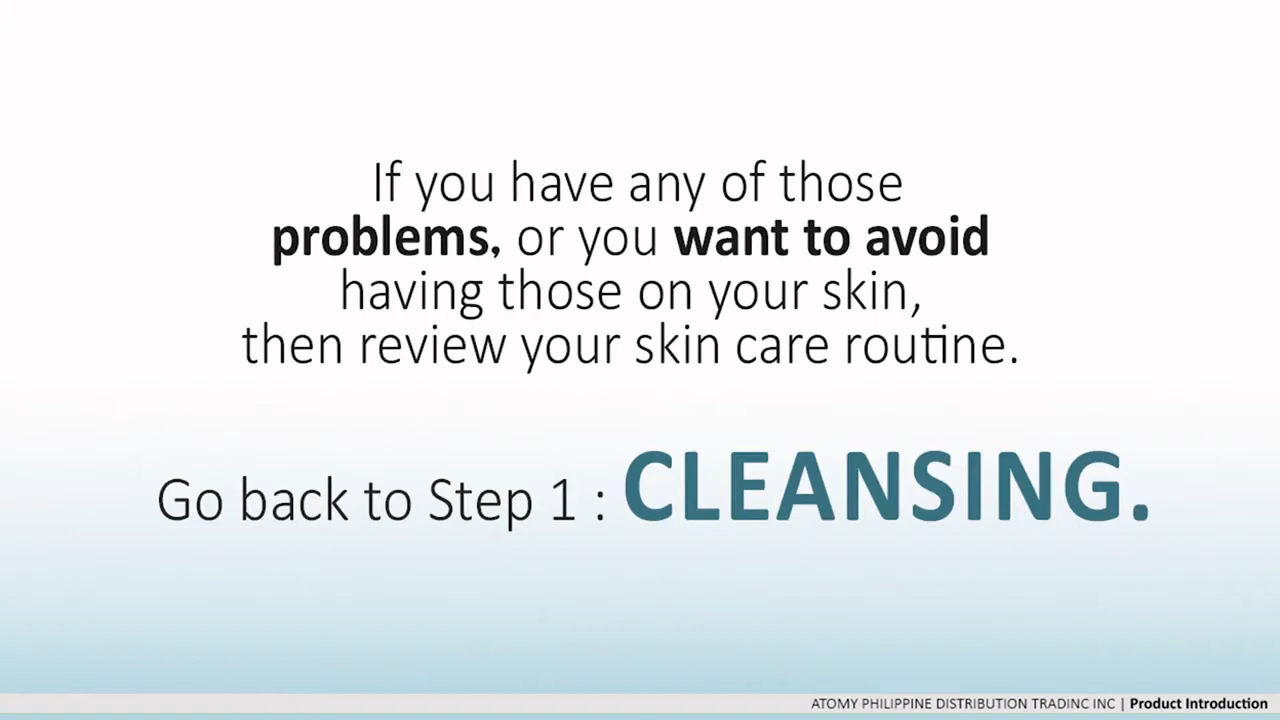 If you have any of those
problems, or you want to avoid
having those on your skin,
then review your skin care routine.
Go back to Step 1 : CLEANSING.
ATOMY PHILIPPINE DISTRIBUTION TRADINC INC | Product Introduction